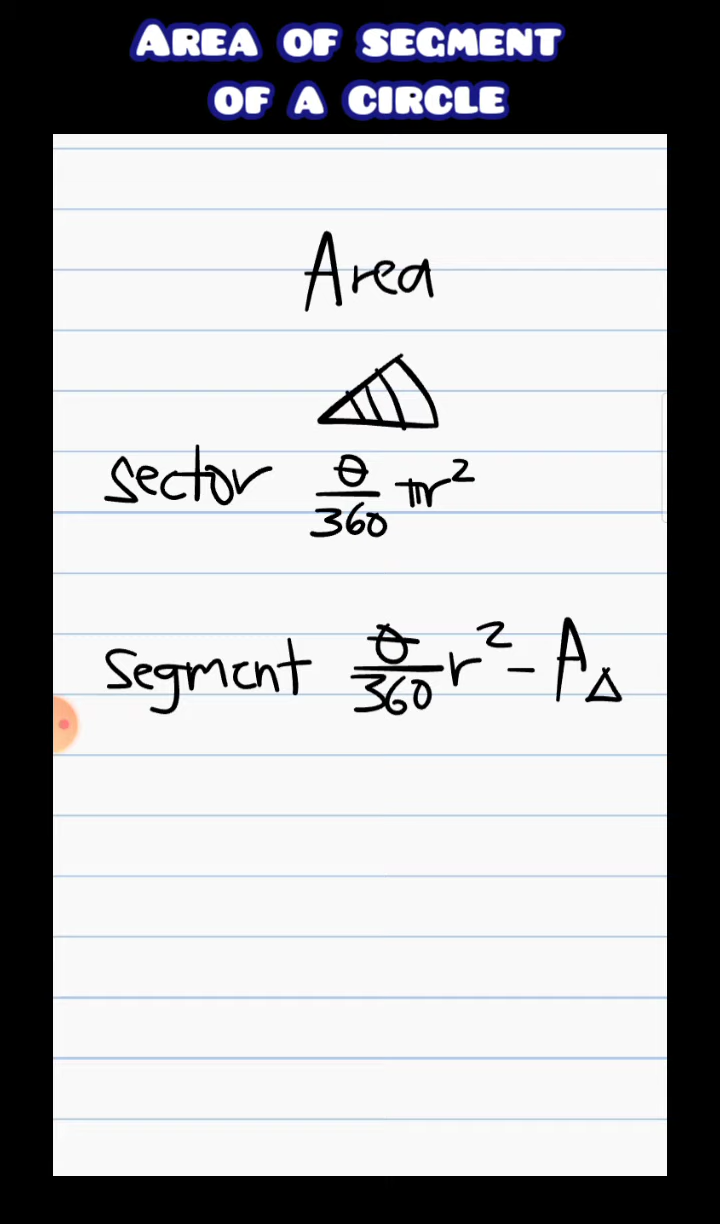 AREA OF SEGMENT
OF A CIRCLE
Area
sector θ/360 πr²
segment θ/360 r² - A△